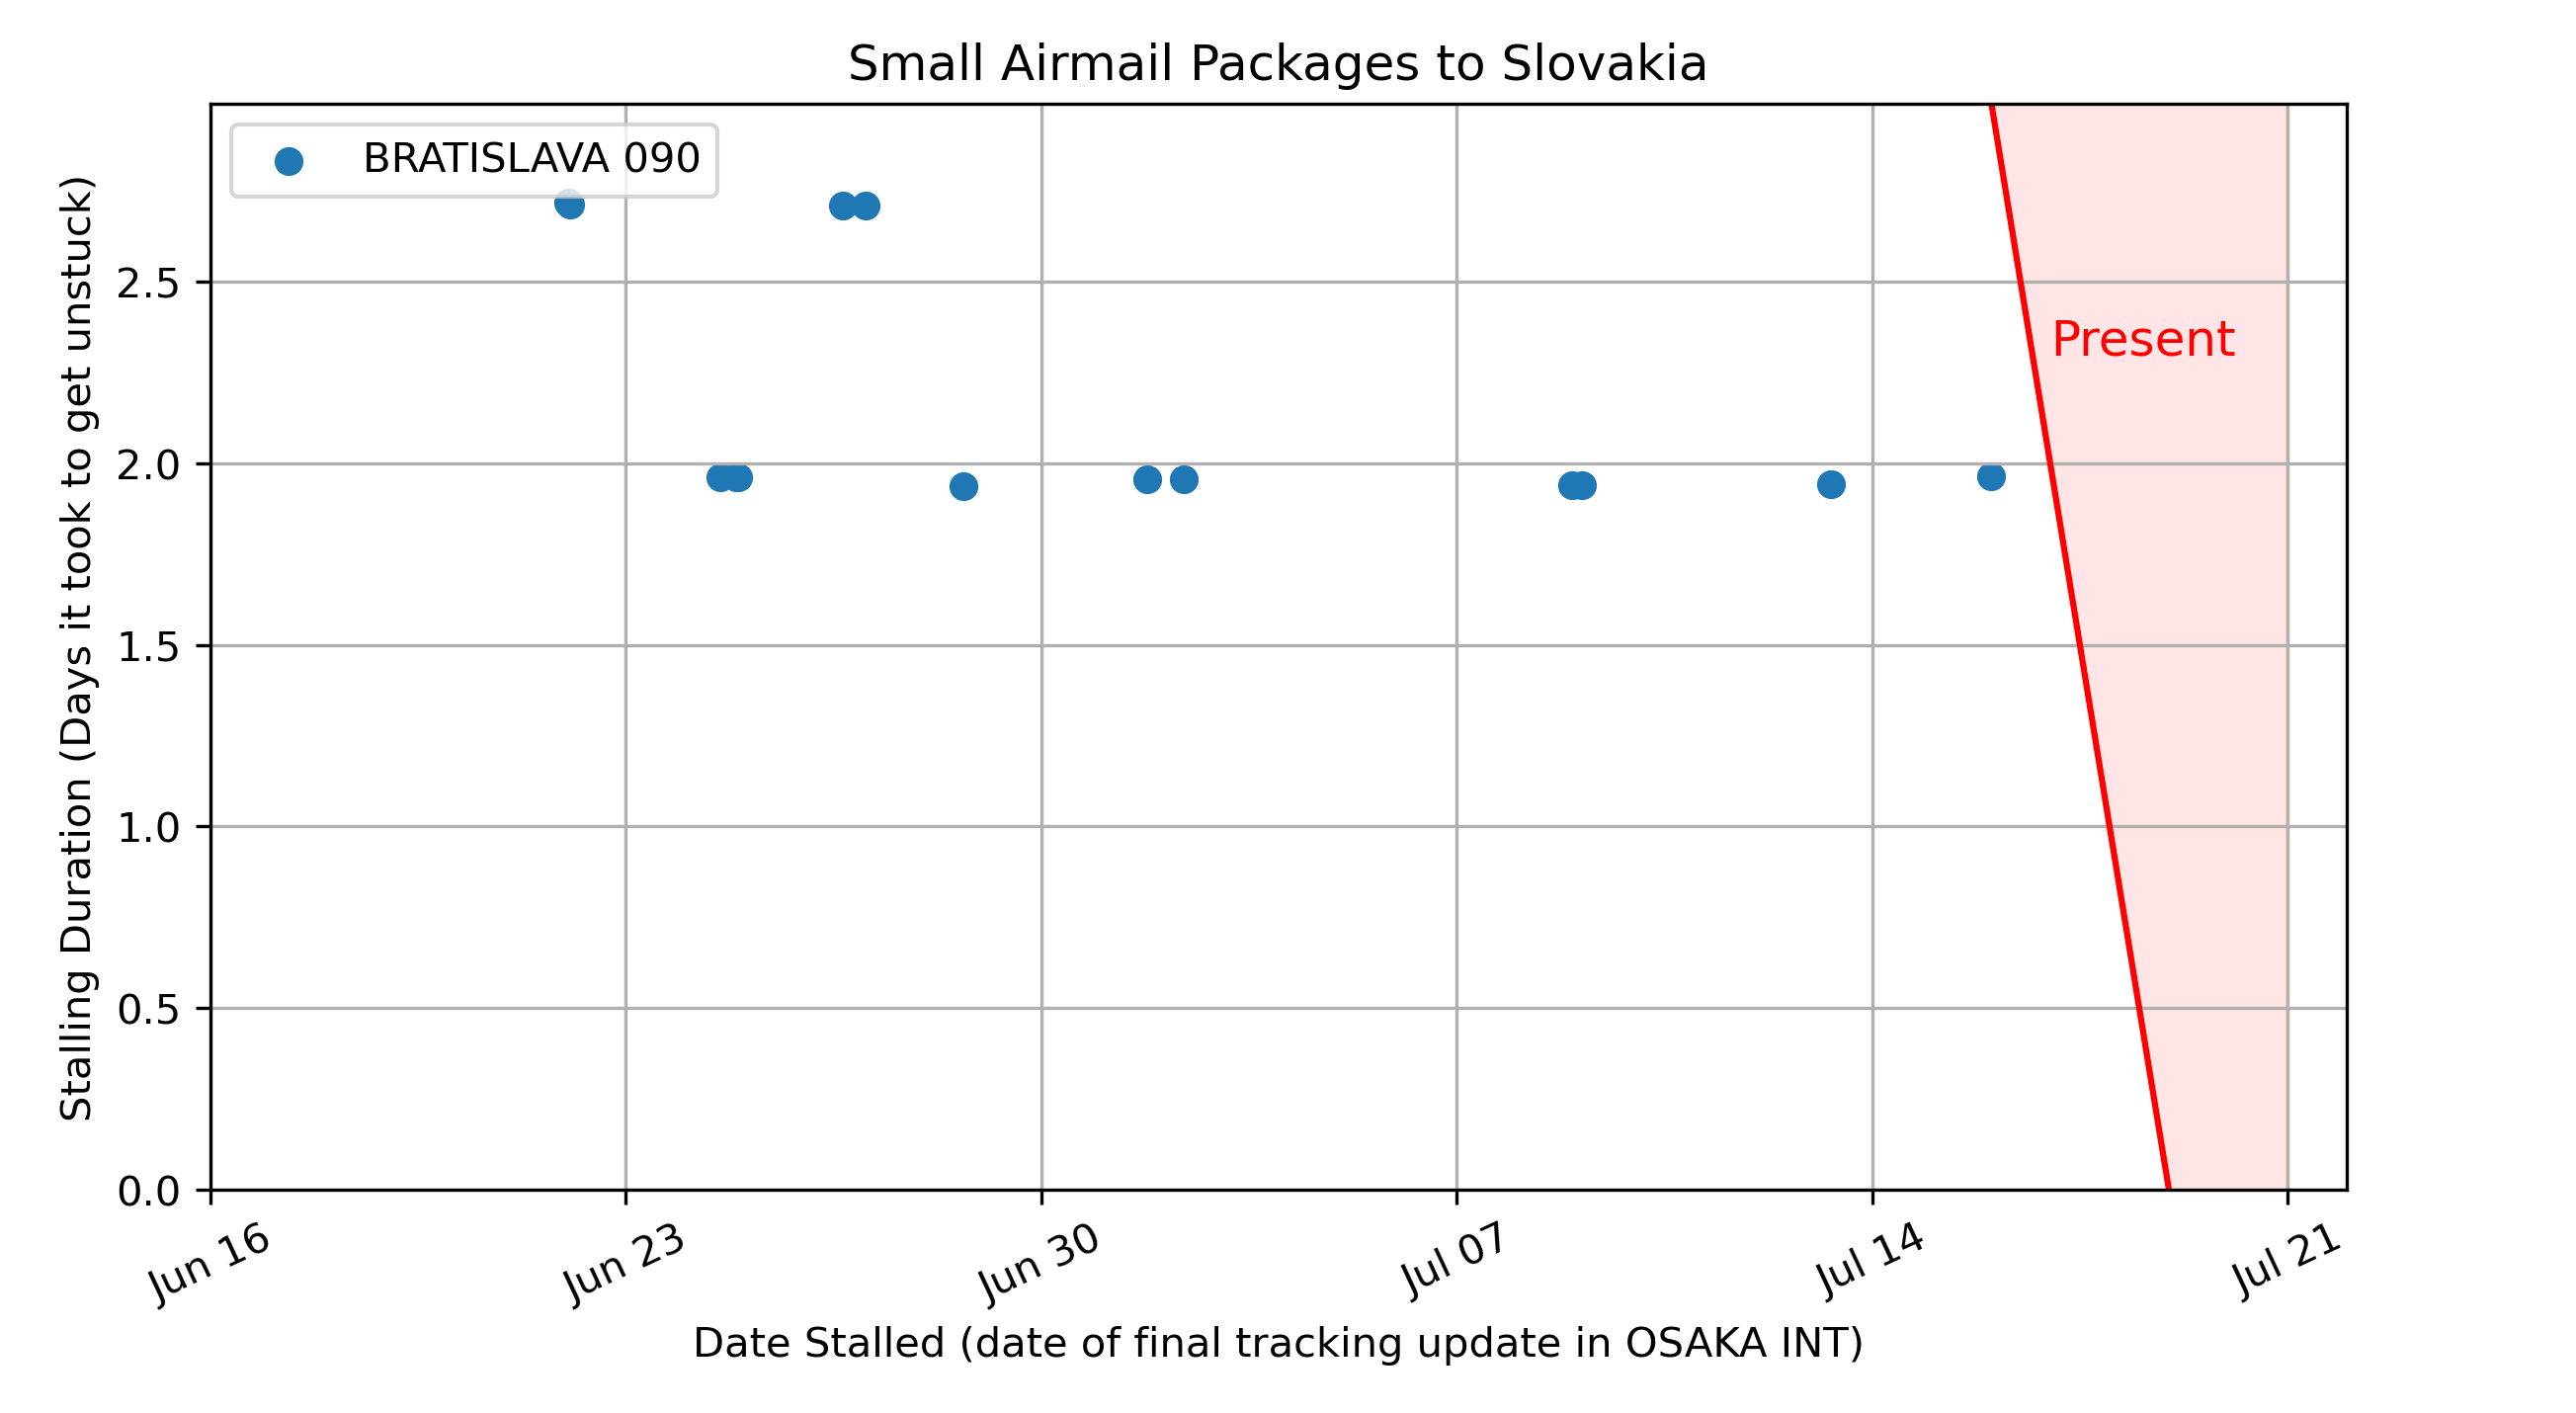 Small Airmail Packages to Slovakia
BRATISLAVA 090
Present
Stalling Duration (Days it took to get unstuck)
2.5
2.0
1.5
1.0
0.5
0.0
Jun 16
Jun 23
Jun 30
Jul 07
Jul 14
Jul 21
Date Stalled (date of final tracking update in OSAKA INT)